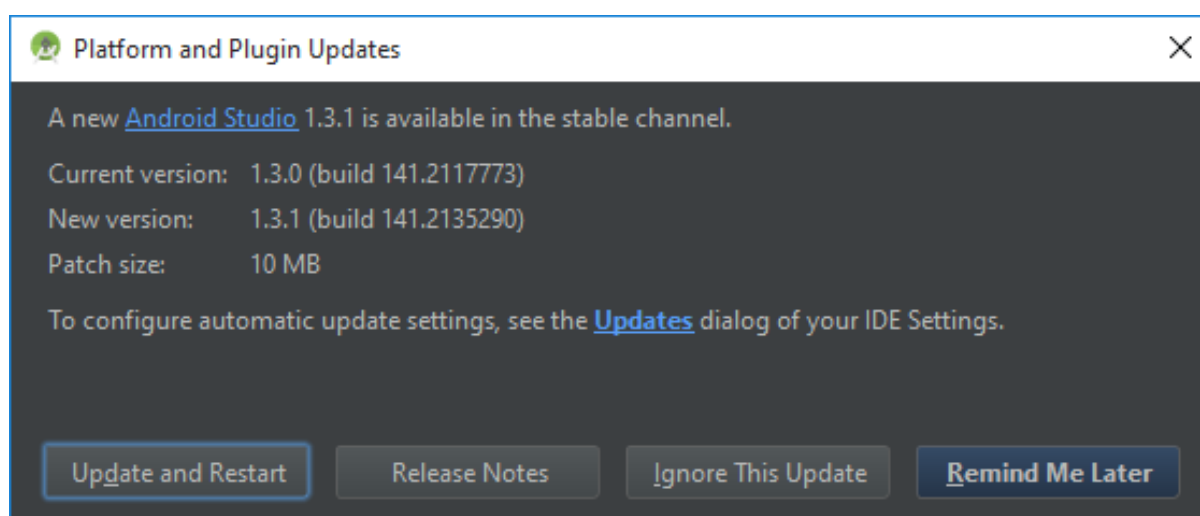 Platform and Plugin Updates
A new Android Studio 1.3.1 is available in the stable channel.
Current version: 1.3.0 (build 141.2117773)
New version: 1.3.1 (build 141.2135290)
Patch size: 10 MB
To configure automatic update settings, see the Updates dialog of your IDE Settings.
Update and Restart Release Notes Ignore This Update Remind Me Later